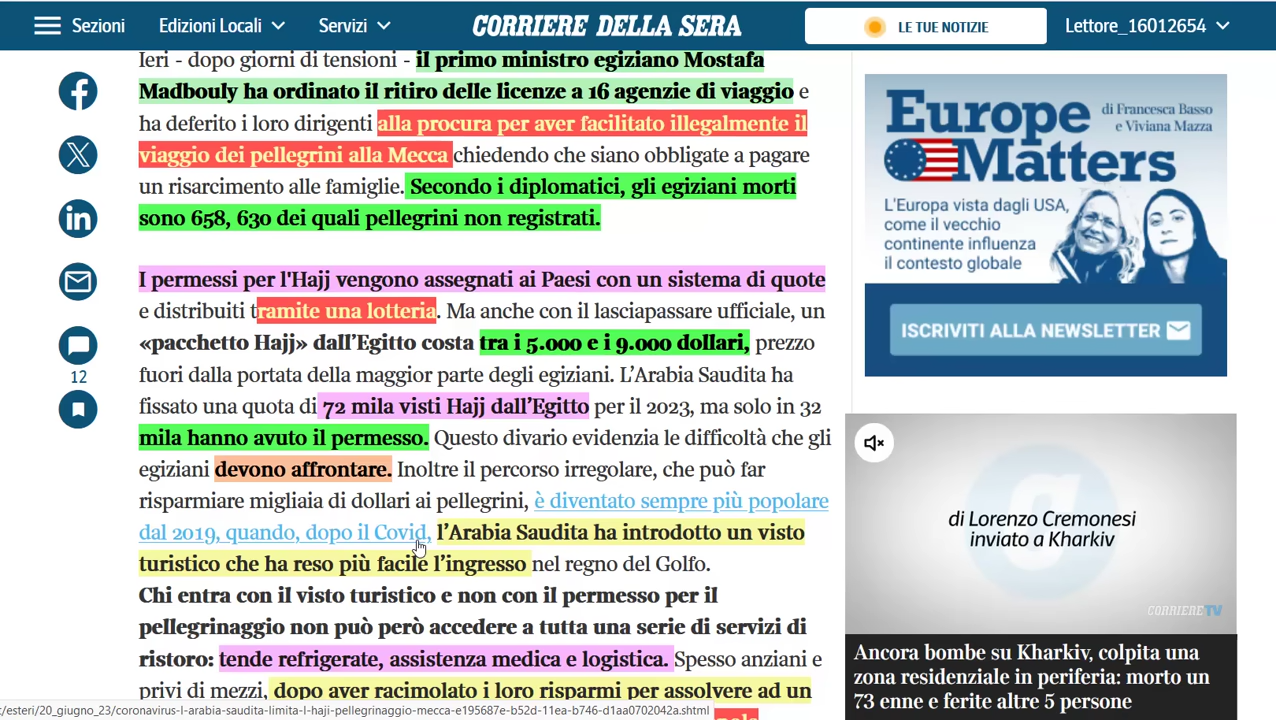 Sezioni
Edizioni Locali
Servizi
CORRIERE DELLA SERA
LE TUE NOTIZIE
Lettore_16012654
Ieri - dopo giorni di tensioni - il primo ministro egiziano Mostafa
Madbouly ha ordinato il ritiro delle licenze a 16 agenzie di viaggio e
ha deferito i loro dirigenti alla procura per aver facilitato illegalmente il
viaggio dei pellegrini alla Mecca chiedendo che siano obbligate a pagare
un risarcimento alle famiglie. Secondo i diplomatici, gli egiziani morti
sono 658, 630 dei quali pellegrini non registrati.
I permessi per l'Hajj vengono assegnati ai Paesi con un sistema di quote
e distribuiti tramite una lotteria. Ma anche con il lasciapassare ufficiale, un
«pacchetto Hajj» dall'Egitto costa tra i 5.000 e i 9.000 dollari, prezzo
fuori dalla portata della maggior parte degli egiziani. L'Arabia Saudita ha
fissato una quota di 72 mila visti Hajj dall'Egitto per il 2023, ma solo in 32
mila hanno avuto il permesso. Questo divario evidenzia le difficoltà che gli
egiziani devono affrontare. Inoltre il percorso irregolare, che può far
risparmiare migliaia di dollari ai pellegrini, è diventato sempre più popolare
dal 2019, quando, dopo il Covid, l'Arabia Saudita ha introdotto un visto
turistico che ha reso più facile l'ingresso nel regno del Golfo.
Chi entra con il visto turistico e non con il permesso per il
pellegrinaggio non può però accedere a tutta una serie di servizi di
ristoro: tende refrigerate, assistenza medica e logistica. Spesso anziani e
privi di mezzi, dopo aver racimolato i loro risparmi per assolvere ad un
12
Europe
Matters
di Francesca Basso
e Viviana Mazza
L'Europa vista dagli USA,
come il vecchio
continente influenza
il contesto globale
ISCRIVITI ALLA NEWSLETTER
di Lorenzo Cremonesi
inviato a Kharkiv
CORRIERETV
Ancora bombe su Kharkiv, colpita una
zona residenziale in periferia: morto un
73 enne e ferite altre 5 persone
/esteri/20_giugno_23/coronavirus-l-arabia-saudita-limita-l-hajj-pellegrinaggio-mecca-e195687e-b52d-11ea-b746-d1aa0702042a.shtml